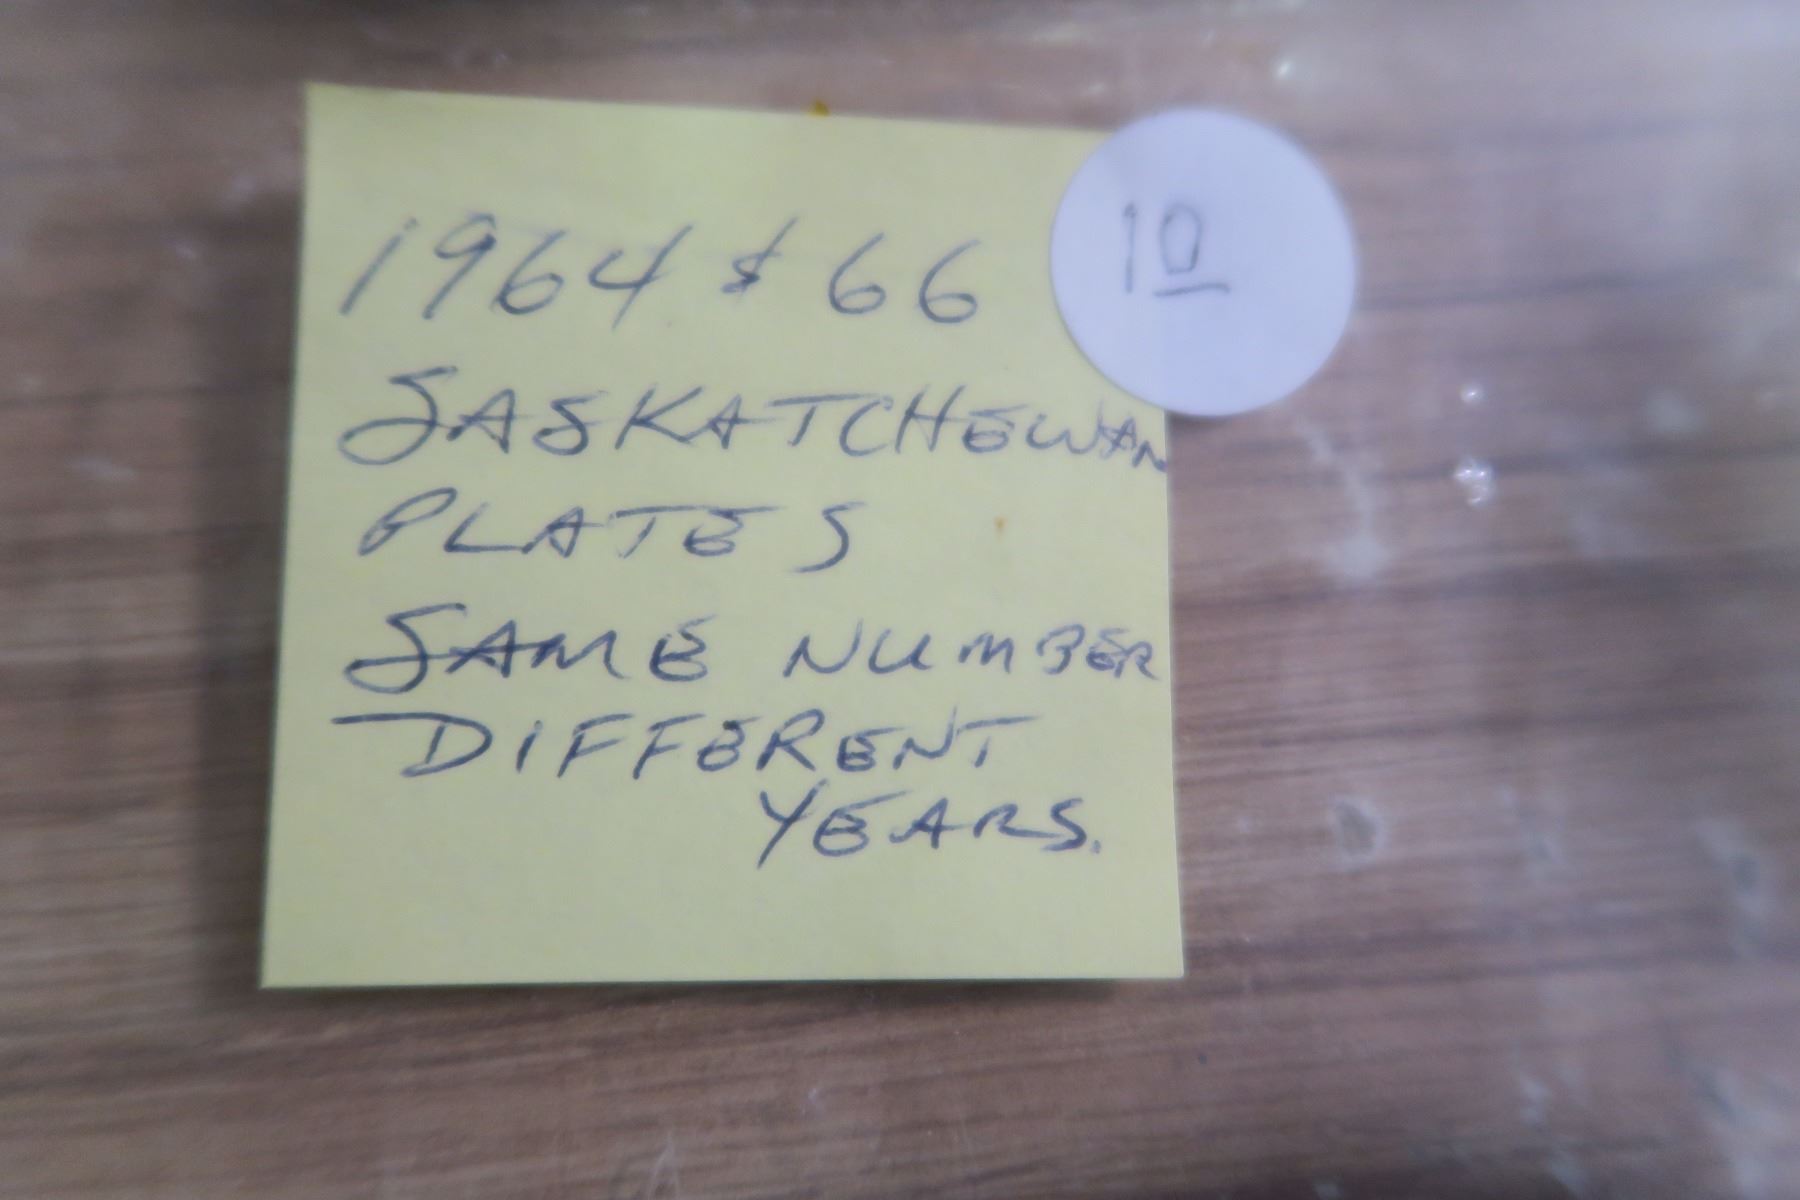 1964 & 66
10
SASKATCHEWAN
PLATES
SAME NUMBER
DIFFERENT
YEARS.